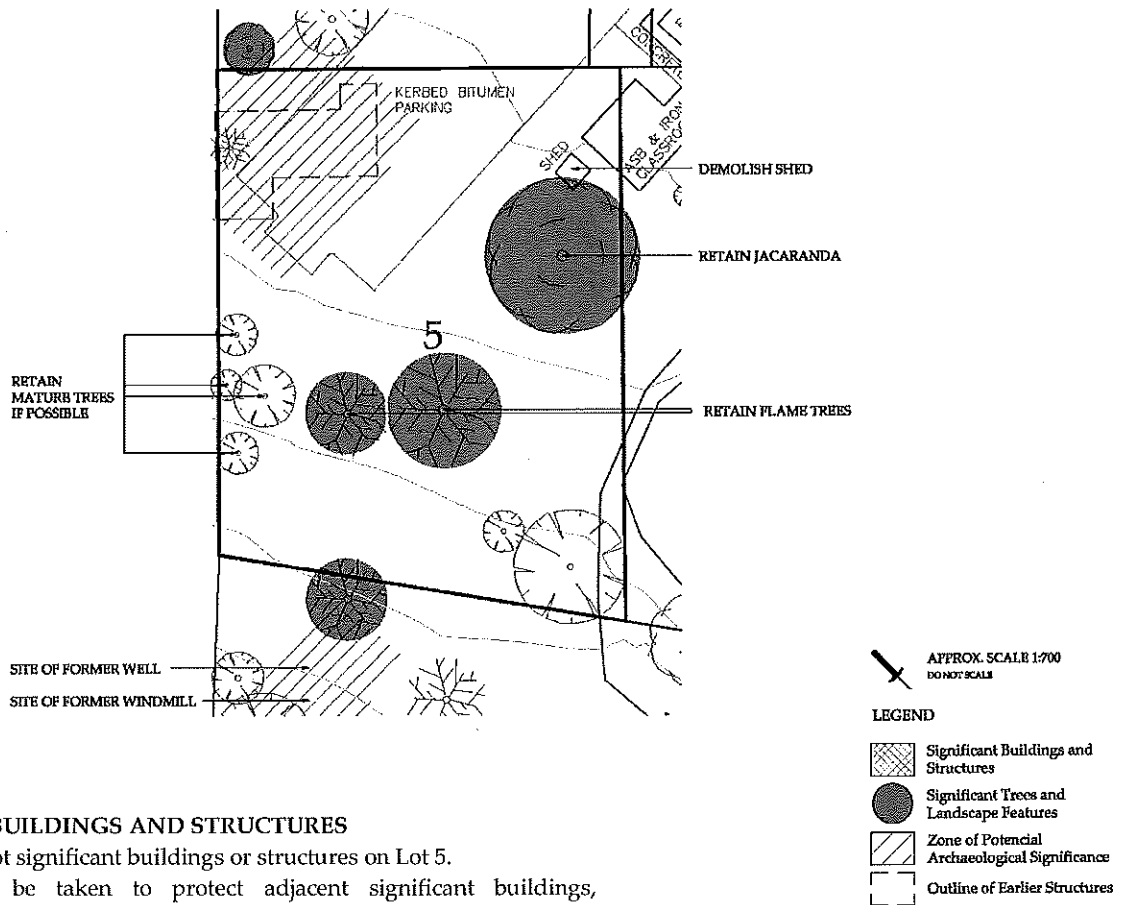 KERBED BITUMEN
PARKING
CONCRETE
SHED
ASB & IRON
DEMOLISH SHED
RETAIN JACARANDA
5
RETAIN
MATURE TREES
IF POSSIBLE
RETAIN FLAME TREES
SITE OF FORMER WELL
SITE OF FORMER WINDMILL
APPROX. SCALE 1:700
DO NOT SCALE
LEGEND
Significant Buildings and
Structures
Significant Trees and
Landscape Features
Zone of Potencial
Archaeological Significance
Outline of Earlier Structures
BUILDINGS AND STRUCTURES
significant buildings or structures on Lot 5.
be taken to protect adjacent significant buildings,